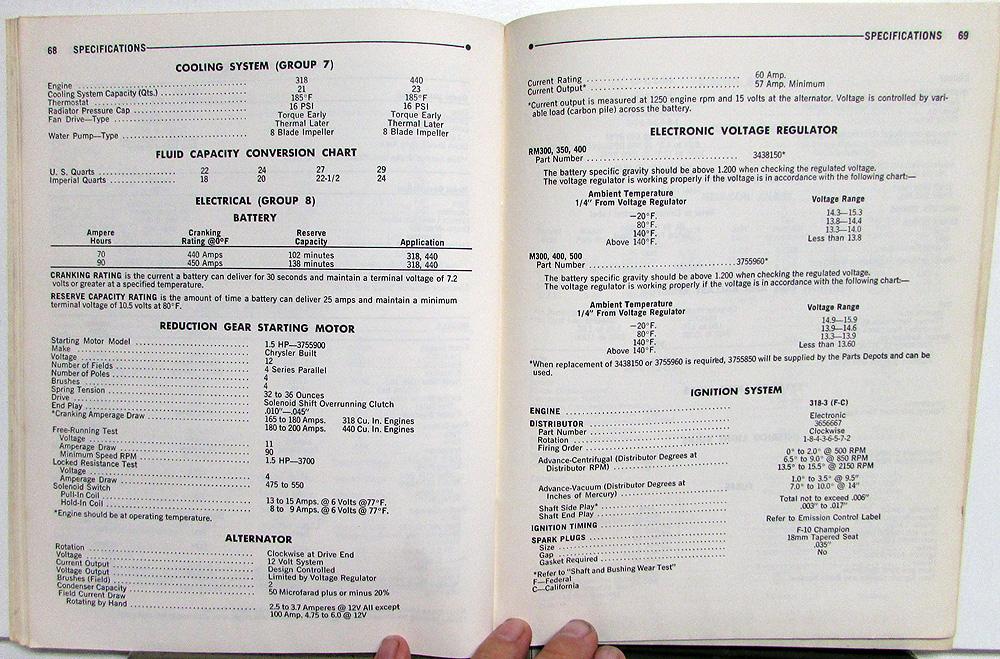 68 SPECIFICATIONS
COOLING SYSTEM (GROUP 7)
Engine 318 440
Cooling System Capacity (Qts.) 21 23
Thermostat 185°F 185°F
Radiator Pressure Cap 16 PSI 16 PSI
Fan Drive—Type Torque Early Torque Early
Thermal Later Thermal Later
Water Pump—Type 8 Blade Impeller 8 Blade Impeller
FLUID CAPACITY CONVERSION CHART
U. S. Quarts 22 24 27 29
Imperial Quarts 18 20 22-1/2 24
ELECTRICAL (GROUP 8)
BATTERY
Ampere Cranking Reserve
Hours Rating @0°F Capacity Application
70 440 Amps 102 minutes 318, 440
90 450 Amps 138 minutes 318, 440
CRANKING RATING is the current a battery can deliver for 30 seconds and maintain a terminal voltage of 7.2
volts or greater at a specified temperature.
RESERVE CAPACITY RATING is the amount of time a battery can deliver 25 amps and maintain a minimum
terminal voltage of 10.5 volts at 80°F.
REDUCTION GEAR STARTING MOTOR
Starting Motor Model 1.5 HP—3755900
Make Chrysler Built
Voltage 12
Number of Fields 4 Series Parallel
Number of Poles 4
Brushes 4
Spring Tension 32 to 36 Ounces
Drive Solenoid Shift Overrunning Clutch
End Play .010"—.045"
*Cranking Amperage Draw 165 to 180 Amps. 318 Cu. In. Engines
180 to 200 Amps. 440 Cu. In. Engines
Free-Running Test
Voltage 11
Amperage Draw 90
Minimum Speed RPM 1.5 HP—3700
Locked Resistance Test
Voltage 4
Amperage Draw 475 to 550
Solenoid Switch
Pull-In Coil 13 to 15 Amps. @ 6 Volts @77°F.
Hold-In Coil 8 to 9 Amps. @ 6 Volts @77°F.
*Engine should be at operating temperature.
ALTERNATOR
Rotation Clockwise at Drive End
Voltage 12 Volt System
Current Output Design Controlled
Voltage Output Limited by Voltage Regulator
Brushes (Field) 2
Condenser Capacity 50 Microfarad plus or minus 20%
Field Current Draw
Rotating by Hand 2.5 to 3.7 Amperes @ 12V All except
100 Amp. 4.75 to 6.0 @ 12V
SPECIFICATIONS 69
Current Rating 60 Amp.
Current Output* 57 Amp. Minimum
*Current output is measured at 1250 engine rpm and 15 volts at the alternator. Voltage is controlled by vari-
able load (carbon pile) across the battery.
ELECTRONIC VOLTAGE REGULATOR
RM300, 350, 400
Part Number 3438150*
The battery specific gravity should be above 1.200 when checking the regulated voltage.
The voltage regulator is working properly if the voltage is in accordance with the following chart:—
Ambient Temperature
1/4" From Voltage Regulator Voltage Range
—20°F. 14.3—15.3
80°F. 13.8—14.4
140°F. 13.3—14.0
Above 140°F. Less than 13.8
M300, 400, 500
Part Number 3755960*
The battery specific gravity should be above 1.200 when checking the regulated voltage.
The voltage regulator is working properly if the voltage is in accordance with the following chart:—
Ambient Temperature
1/4" From Voltage Regulator Voltage Range
—20°F. 14.9—15.9
80°F. 13.9—14.6
140°F. 13.3—13.9
Above 140°F. Less than 13.60
*When replacement of 3438150 or 3755960 is required, 3755850 will be supplied by the Parts Depots and can be
used.
IGNITION SYSTEM
ENGINE 318-3 (F-C)
DISTRIBUTOR Electronic
Part Number 3656667
Rotation Clockwise
Firing Order 1-8-4-3-6-5-7-2
Advance-Centrifugal (Distributor Degrees at 0° to 2.0° @ 500 RPM
Distributor RPM) 6.5° to 9.0° @ 850 RPM
13.5° to 15.5° @ 2150 RPM
Advance-Vacuum (Distributor Degrees at 1.0° to 3.5° @ 9.5"
Inches of Mercury) 7.0° to 10.0° @ 14"
Shaft Side Play* Total not to exceed .006"
Shaft End Play .003" to .017"
IGNITION TIMING Refer to Emission Control Label
SPARK PLUGS F-10 Champion
Size 18mm Tapered Seat
Gap .035"
Gasket Required No
*Refer to "Shaft and Bushing Wear Test"
F—Federal
C—California